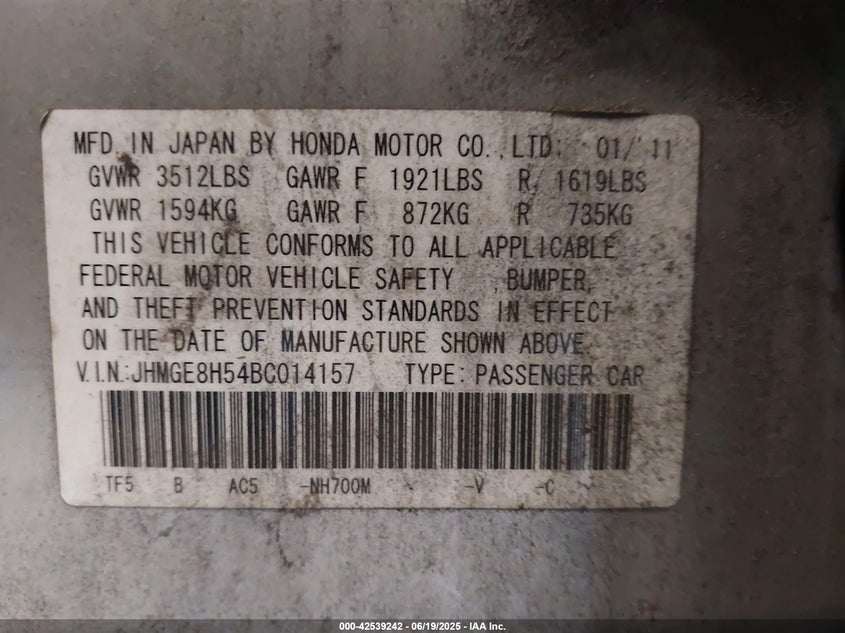 MFD. IN JAPAN BY HONDA MOTOR CO., LTD. 01/'11
GVWR 3512LBS GAWR F 1921LBS R 1619LBS
GVWR 1594KG GAWR F 872KG R 735KG
THIS VEHICLE CONFORMS TO ALL APPLICABLE
FEDERAL MOTOR VEHICLE SAFETY , BUMPER,
AND THEFT PREVENTION STANDARDS IN EFFECT
ON THE DATE OF MANUFACTURE SHOWN ABOVE.
V.I.N.:JHMGE8H54BC014157 TYPE: PASSENGER CAR
TF5 B AC5 -NH700M - -V -C -
000-42539242 - 06/19/2025 - IAA Inc.